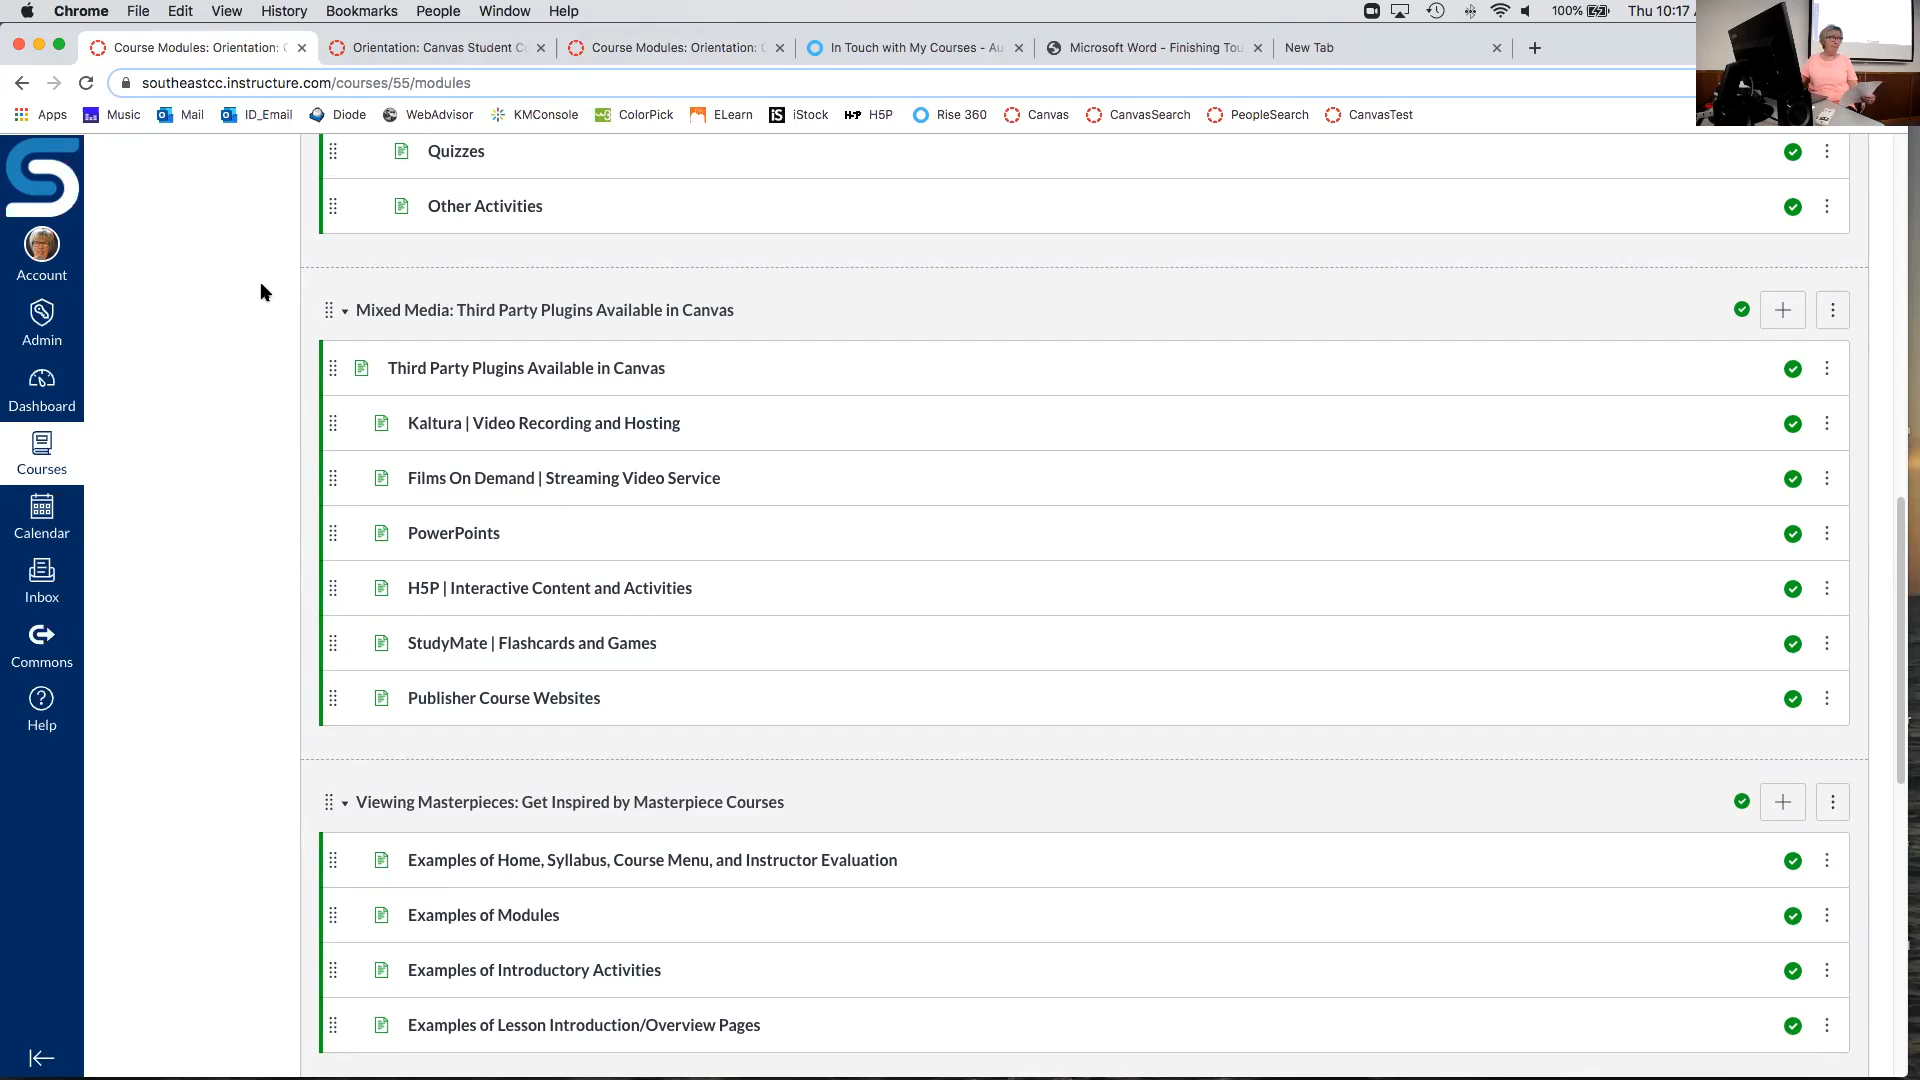 Chrome File Edit View History Bookmarks People Window Help 100% Thu 10:17
Course Modules: Orientation: Orientation: Canvas Student Course Modules: Orientation: In Touch with My Courses - Au Microsoft Word - Finishing Tou New Tab
southeastcc.instructure.com/courses/55/modules
Apps Music Mail ID_Email Diode WebAdvisor KMConsole ColorPick ELearn iStock H5P Rise 360 Canvas CanvasSearch PeopleSearch CanvasTest
Quizzes
Other Activities
Account
Mixed Media: Third Party Plugins Available in Canvas
Admin
Third Party Plugins Available in Canvas
Dashboard
Kaltura | Video Recording and Hosting
Courses
Films On Demand | Streaming Video Service
Calendar
PowerPoints
H5P | Interactive Content and Activities
Inbox
StudyMate | Flashcards and Games
Commons
Publisher Course Websites
Help
Viewing Masterpieces: Get Inspired by Masterpiece Courses
Examples of Home, Syllabus, Course Menu, and Instructor Evaluation
Examples of Modules
Examples of Introductory Activities
Examples of Lesson Introduction/Overview Pages